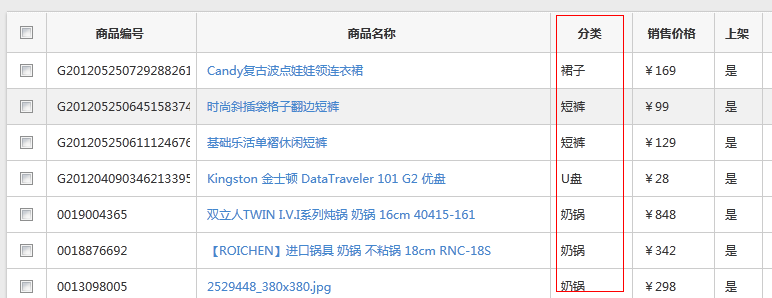 商品编号 商品名称 分类 销售价格 上架
G201205250729288261 Candy复古波点娃娃领连衣裙 裙子 ￥169 是
G201205250645158374 时尚斜插袋格子翻边短裤 短裤 ￥99 是
G201205250611124676 基础乐活单褶休闲短裤 短裤 ￥129 是
G201204090346213395 Kingston 金士顿 DataTraveler 101 G2 优盘 U盘 ￥28 是
0019004365 双立人TWIN I.V.I系列炖锅 奶锅 16cm 40415-161 奶锅 ￥848 是
0018876692 【ROICHEN】进口锅具 奶锅 不粘锅 18cm RNC-18S 奶锅 ￥342 是
0013098005 2529448_380x380.jpg 奶锅 ￥298 是